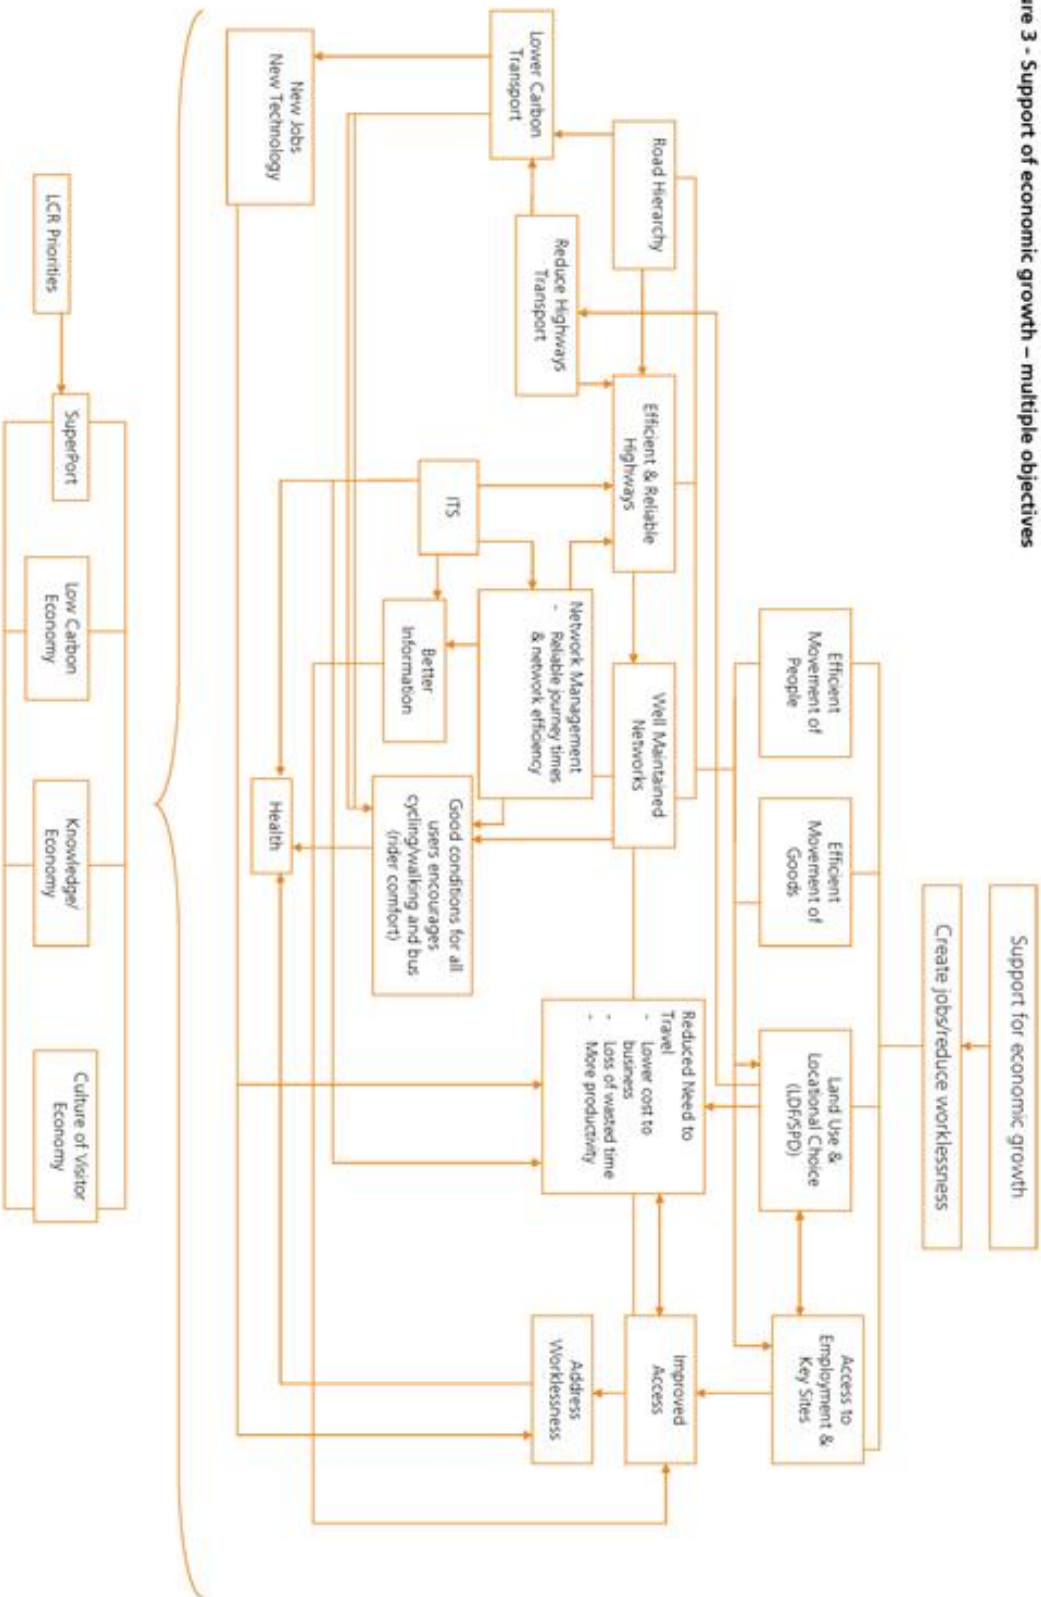 re 3 - Support of economic growth – multiple objectives
Support for economic growth
Create jobs/reduce worklessness
Efficient
Movement of
People
Efficient
Movement of
Goods
Land Use &
Locational Choice
(LDF/SPD)
Access to
Employment &
Key Sites
Road Hierarchy
Efficient & Reliable
Highways
Well Maintained
Networks
Reduced Need to
Travel
- Lower cost to
business
- Loss of wasted time
- More productivity
Improved
Access
Lower Carbon
Transport
Reduce Highways
Transport
ITS
Network Management
- Reliable journey times
& network efficiency
Better
Information
Good conditions for all
users encourages
cycling/walking and bus
(rider comfort)
Address
Worklessness
New Jobs
New Technology
Health
LCR Priorities
SuperPort
Low Carbon
Economy
Knowledge/
Economy
Culture of Visitor
Economy